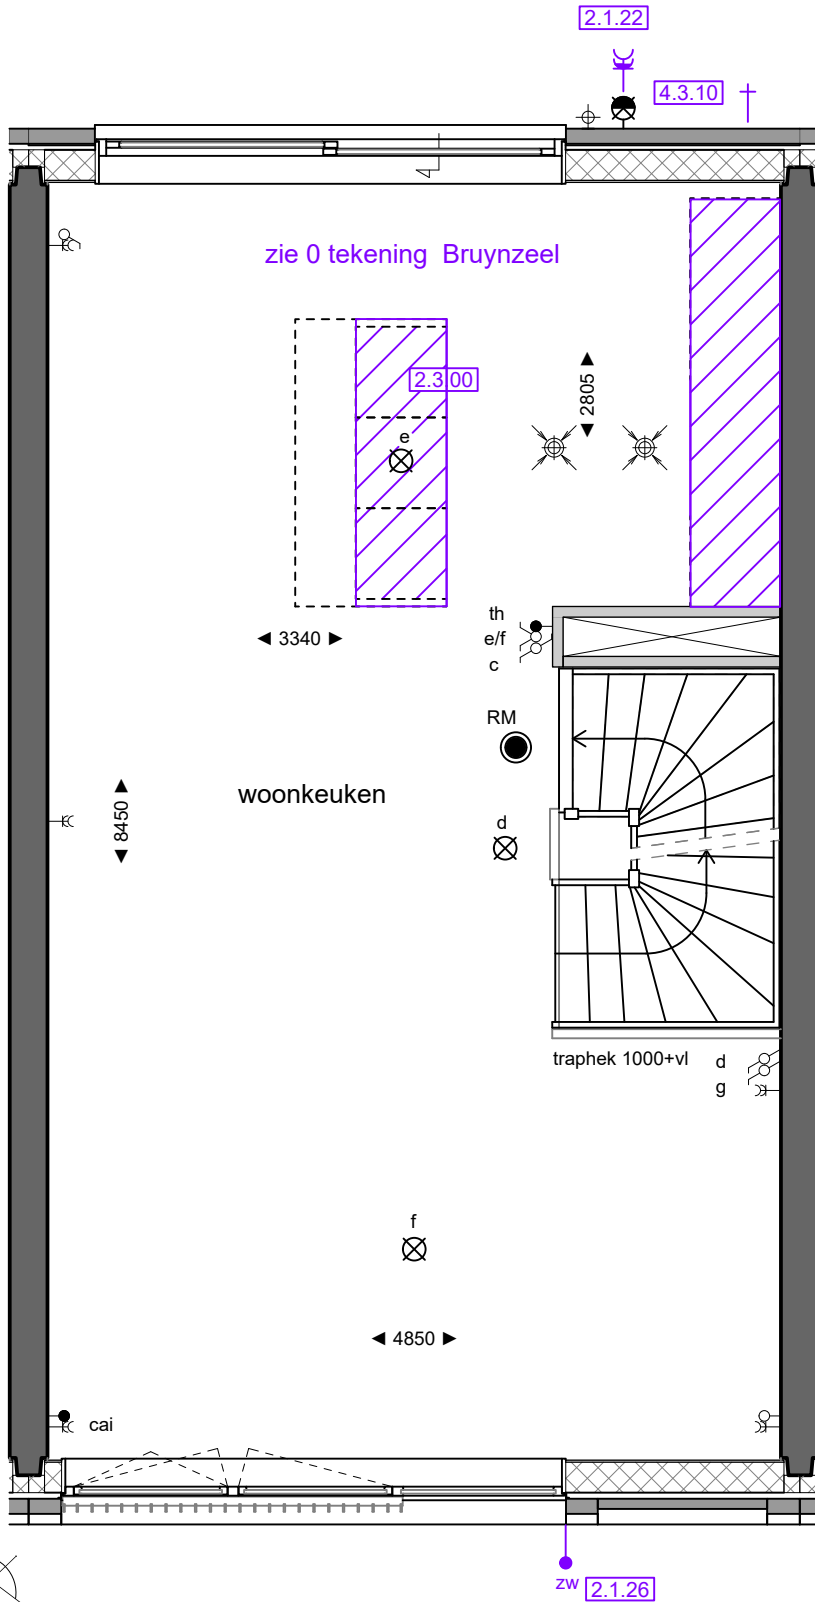 2.1.22
4.3.10
zie 0 tekening Bruynzeel
2.3.00
2805
e
th
e/f
c
3340
RM
woonkeuken
8450
d
traphek 1000+vl
d
g
f
4850
cai
zw
2.1.26